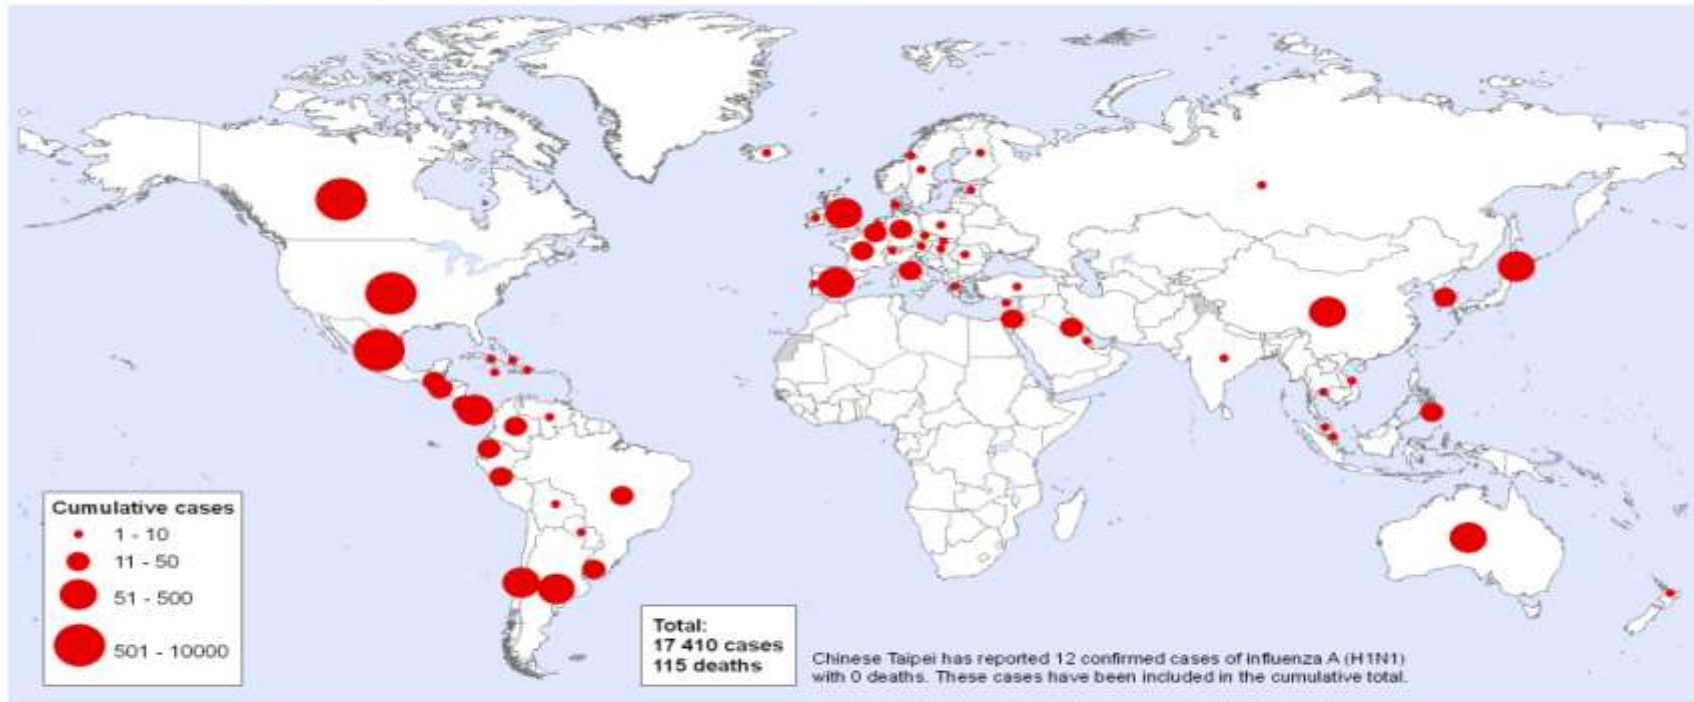 Cumulative cases
1 - 10
11 - 50
51 - 500
501 - 10000
Total:
17 410 cases
115 deaths
Chinese Taipei has reported 12 confirmed cases of influenza A (H1N1)
with 0 deaths. These cases have been included in the cumulative total.